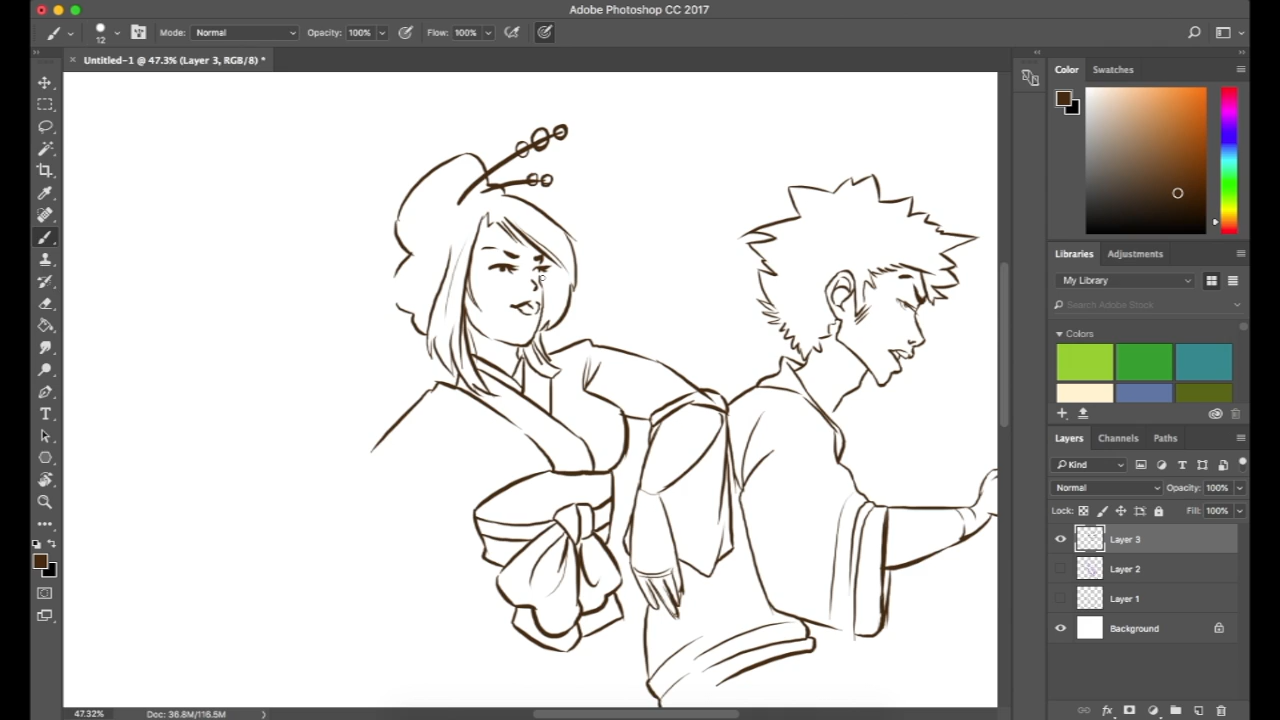 Adobe Photoshop CC 2017
12 Mode: Normal Opacity: 100% Flow: 100%
Untitled-1 @ 47.3% (Layer 3, RGB/8) *
Color Swatches
Libraries Adjustments
My Library
Search Adobe Stock
Colors
Layers Channels Paths
Kind
Normal Opacity: 100%
Lock: Fill: 100%
Layer 3
Layer 2
Layer 1
Background
47.32% Doc: 36.8M/116.5M